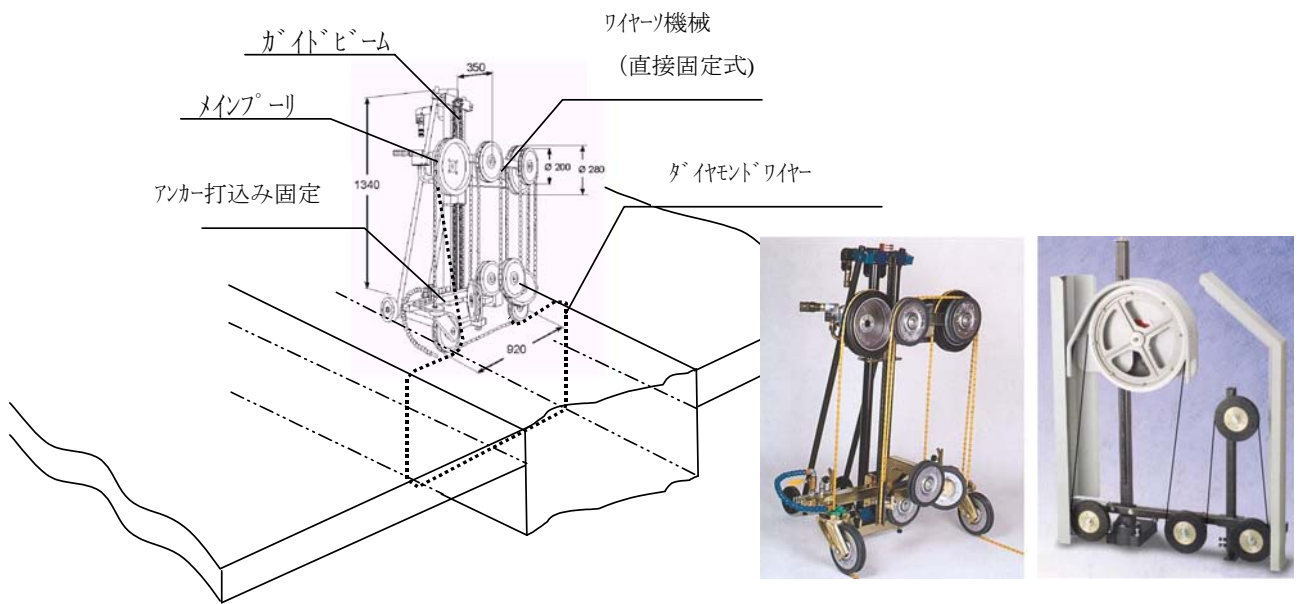 ワイヤーソ機械
(直接固定式)
ガイドビーム
メインプーリ
アンカー打込み固定
ダイヤモンドワイヤー
350
1340
Ø 200
Ø 280
920